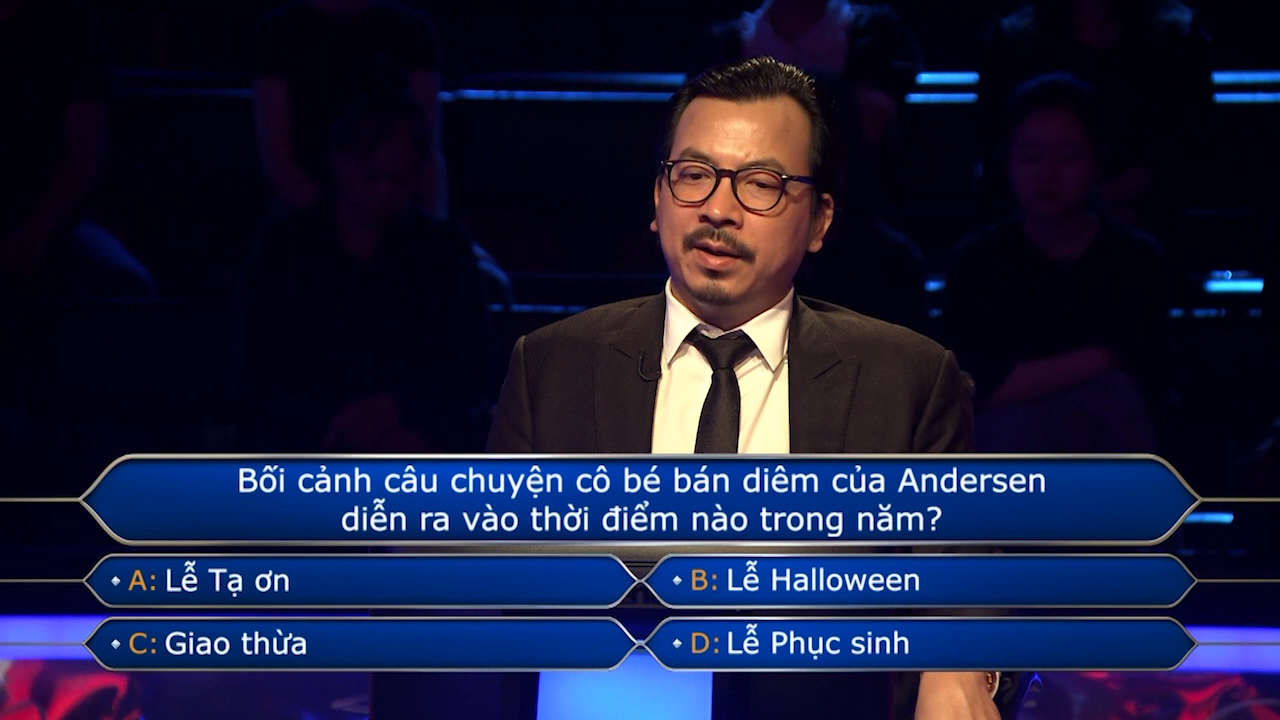 Bối cảnh câu chuyện cô bé bán diêm của Andersen
diễn ra vào thời điểm nào trong năm?
A: Lễ Tạ ơn
B: Lễ Halloween
C: Giao thừa
D: Lễ Phục sinh